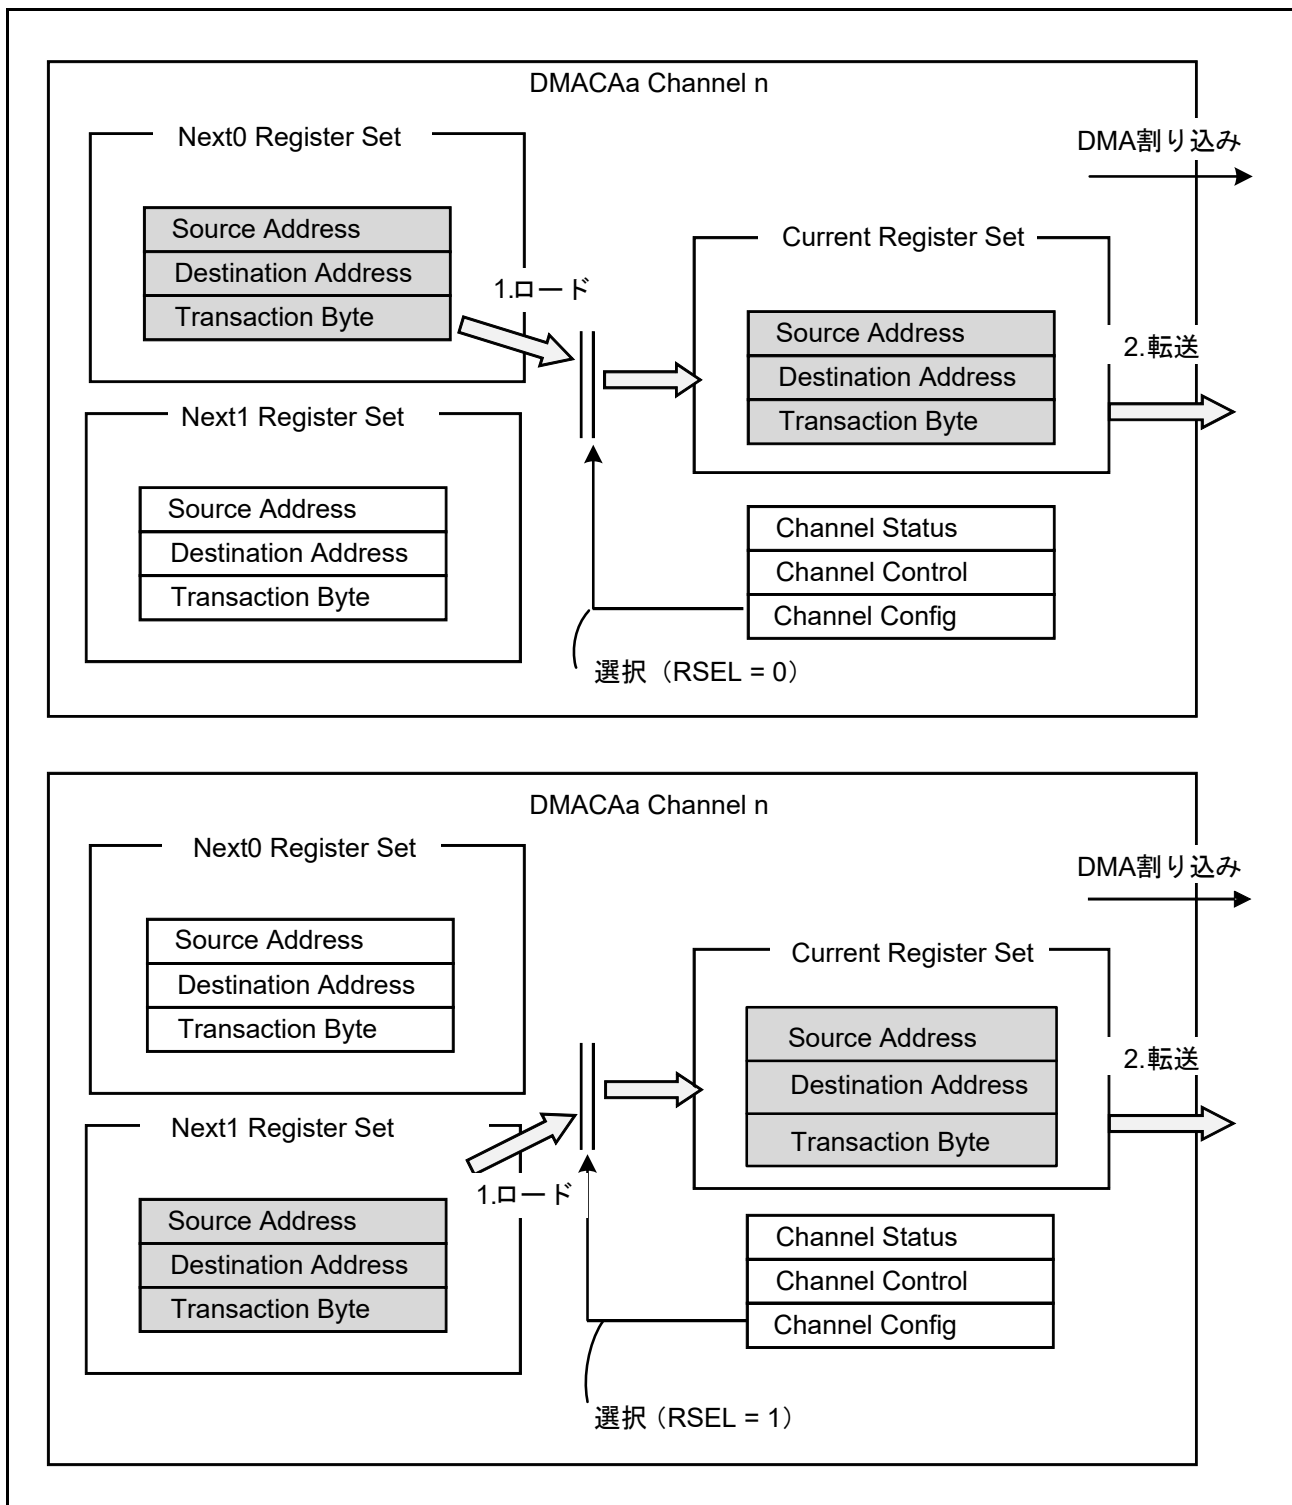 DMACAa Channel n
Next0 Register Set
DMA割り込み
Source Address
Destination Address
Transaction Byte
1.ロード
Current Register Set
Source Address
Destination Address
Transaction Byte
2.転送
Next1 Register Set
Source Address
Destination Address
Transaction Byte
Channel Status
Channel Control
Channel Config
選択（RSEL = 0）
DMACAa Channel n
Next0 Register Set
DMA割り込み
Source Address
Destination Address
Transaction Byte
Current Register Set
Source Address
Destination Address
Transaction Byte
2.転送
Next1 Register Set
1.ロード
Source Address
Destination Address
Transaction Byte
Channel Status
Channel Control
Channel Config
選択（RSEL = 1）